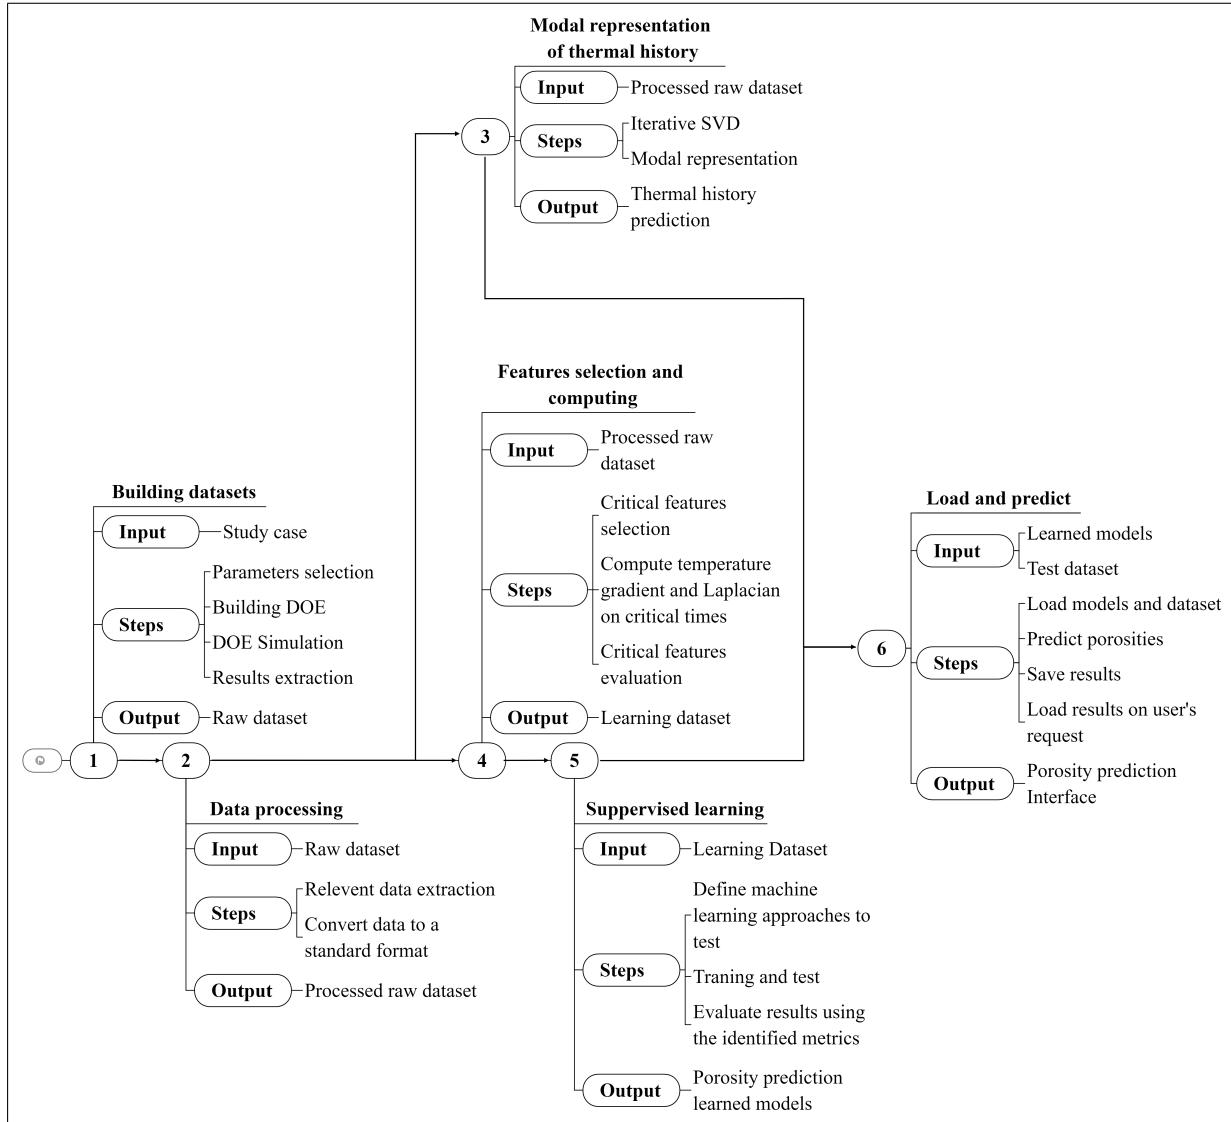 Modal representation
of thermal history
Input
Processed raw dataset
3
Steps
Iterative SVD
Modal representation
Output
Thermal history
prediction
Features selection and
computing
Input
Processed raw
dataset
Steps
Critical features
selection
Compute temperature
gradient and Laplacian
on critical times
Critical features
evaluation
Output
Learning dataset
Building datasets
Input
Study case
Steps
Parameters selection
Building DOE
DOE Simulation
Results extraction
Output
Raw dataset
1
2
4
5
Data processing
Input
Raw dataset
Steps
Relevent data extraction
Convert data to a
standard format
Output
Processed raw dataset
Suppervised learning
Input
Learning Dataset
Steps
Define machine
learning approaches to
test
Traning and test
Evaluate results using
the identified metrics
Output
Porosity prediction
learned models
Load and predict
Input
Learned models
Test dataset
6
Steps
Load models and dataset
Predict porosities
Save results
Load results on user's
request
Output
Porosity prediction
Interface